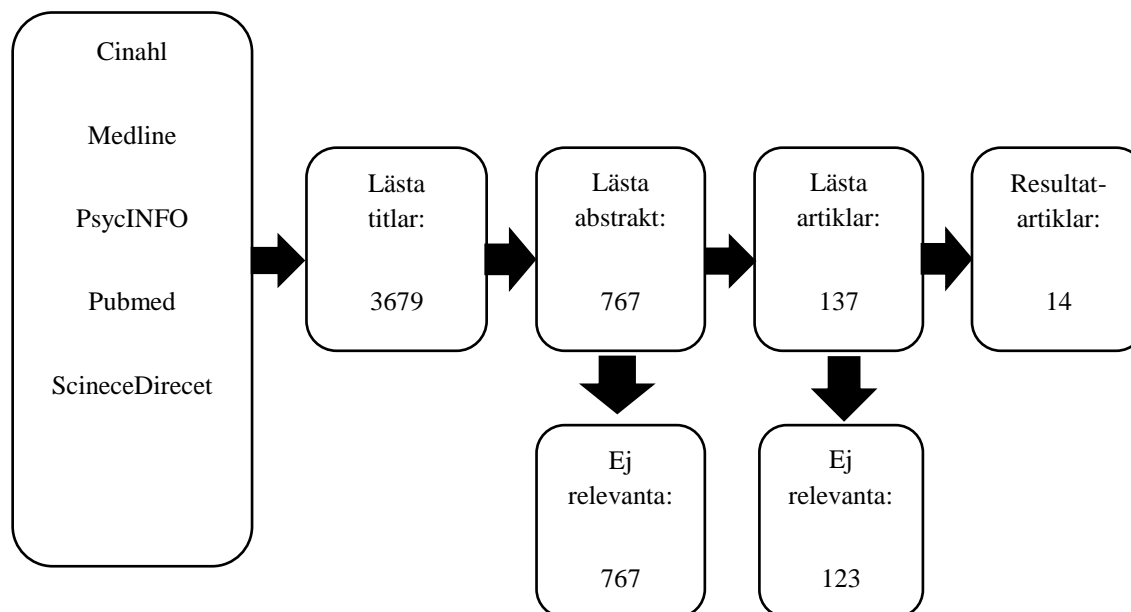 Cinahl
Medline
PsycINFO
Pubmed
ScineceDirecet
Lästa
titlar:
3679
Lästa
abstrakt:
767
Lästa
artiklar:
137
Resultat-
artiklar:
14
Ej
relevanta:
767
Ej
relevanta:
123